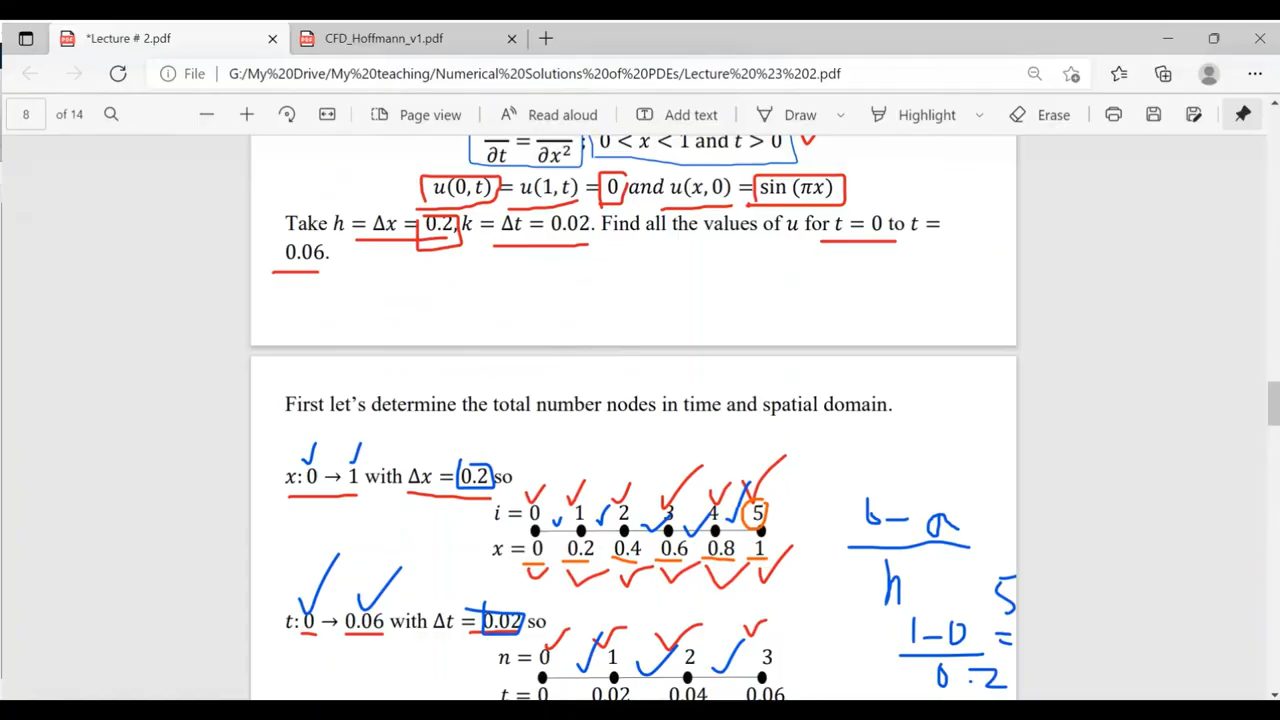 *Lecture # 2.pdf
CFD_Hoffmann_v1.pdf
File
G:/My%20Drive/My%20teaching/Numerical%20Solutions%20of%20PDEs/Lecture%20%23%202.pdf
8 of 14
Page view
Read aloud
Add text
Draw
Highlight
Erase
∂t = ∂x² ; 0 < x < 1 and t > 0
u(0, t) = u(1, t) = 0 and u(x, 0) = sin (πx)
Take h = Δx = 0.2, k = Δt = 0.02. Find all the values of u for t = 0 to t =
0.06.
First let’s determine the total number nodes in time and spatial domain.
x: 0 → 1 with Δx = 0.2 so
i = 0 1 2 3 4 5
x = 0 0.2 0.4 0.6 0.8 1
b – a
h
t: 0 → 0.06 with Δt = 0.02 so
5
1 – 0 =
0.2
n = 0 1 2 3
t = 0 0.02 0.04 0.06